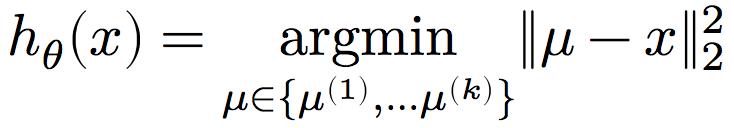 h_θ(x) = argmin ‖μ − x‖₂²
μ∈{μ⁽¹⁾,...μ⁽ᵏ⁾}